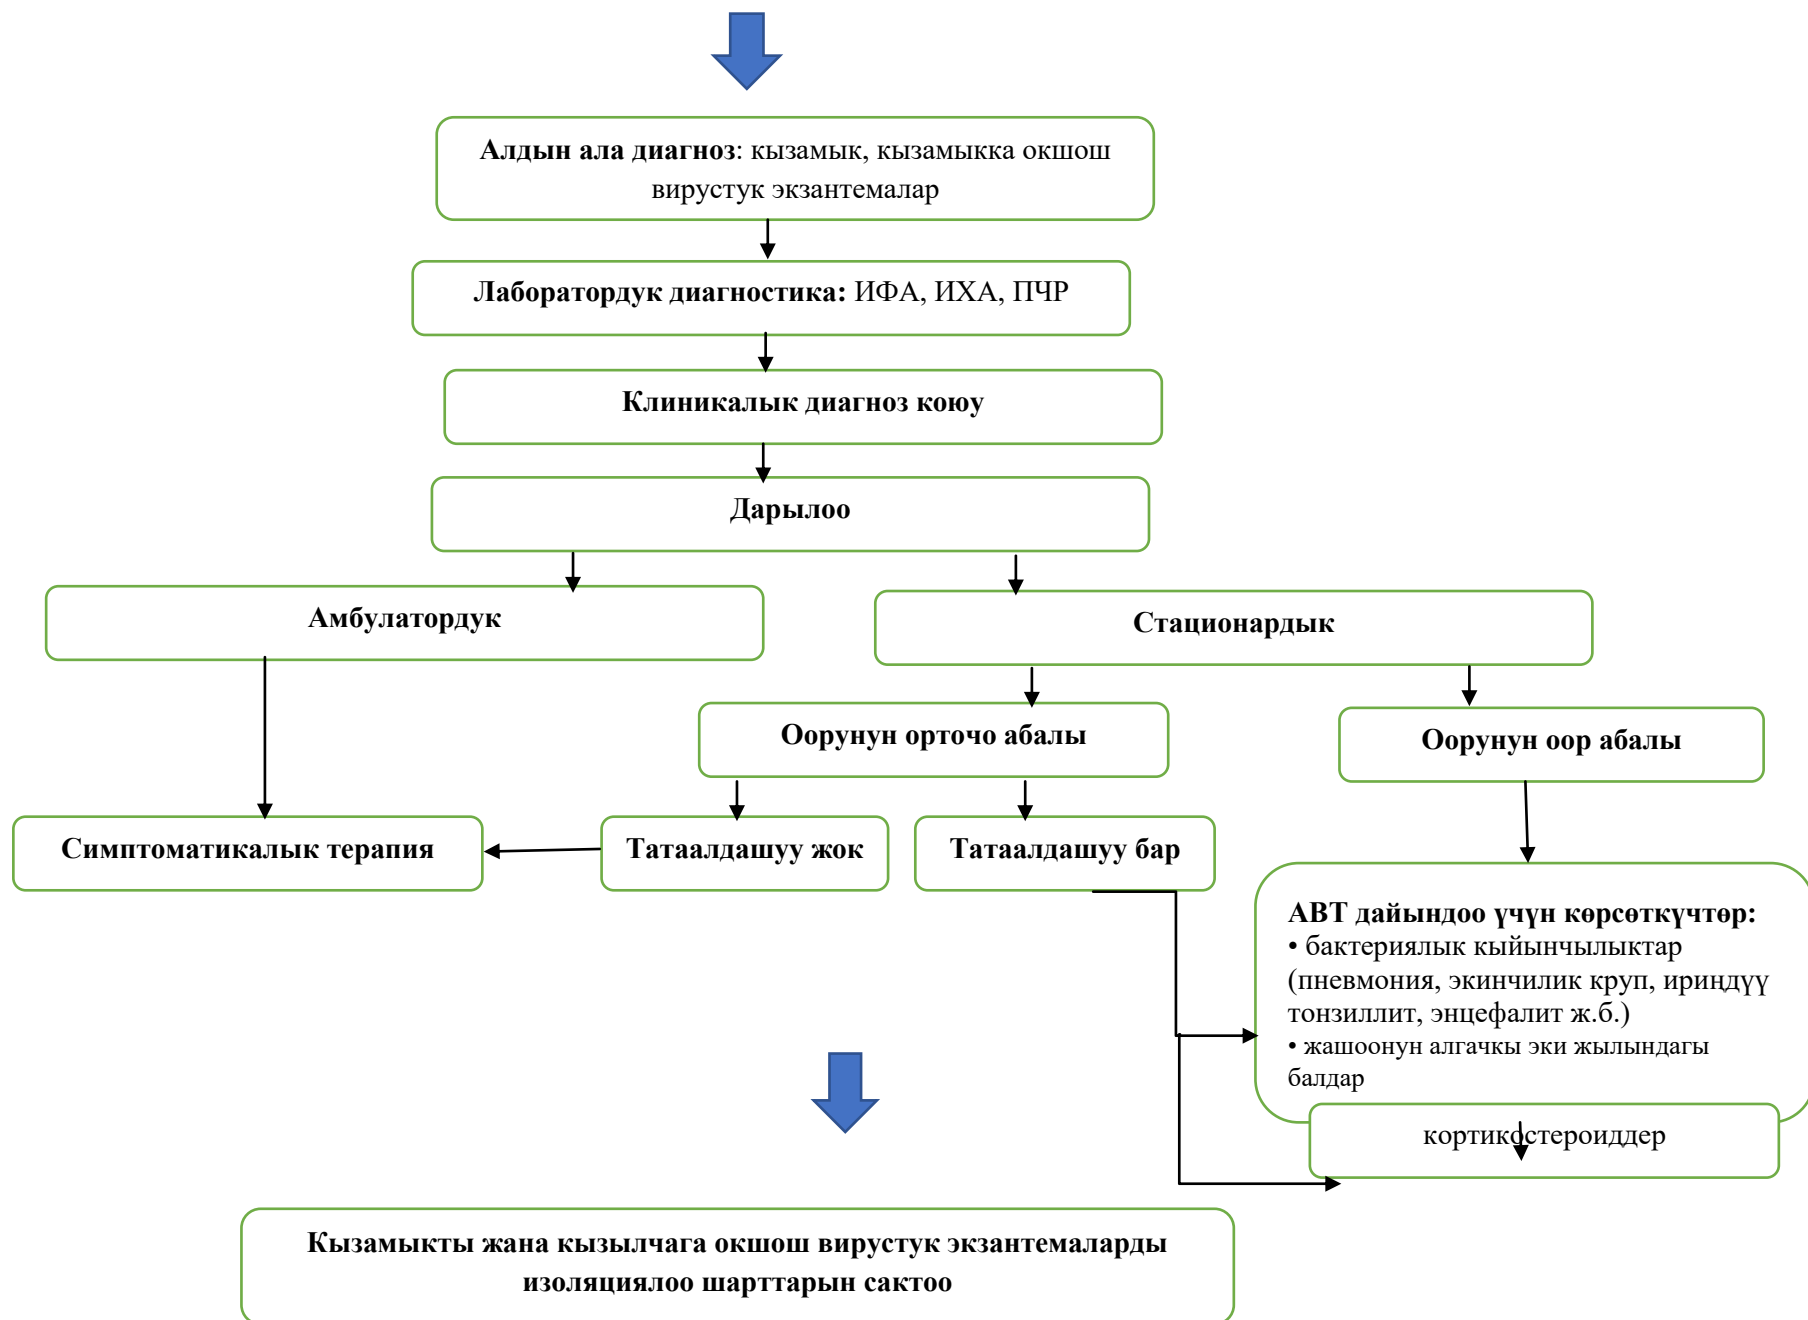 Алдын ала диагноз: кызамык, кызамыкка окшош
вирустук экзантемалар
Лаборатордук диагностика: ИФА, ИХА, ПЧР
Клиникалык диагноз коюу
Дарылоо
Амбулатордук
Стационардык
Оорунун орточо абалы
Оорунун оор абалы
Симптоматикалык терапия
Татаалдашуу жок
Татаалдашуу бар
АВТ дайындоо үчүн көрсөткүчтөр:
• бактериялык кыйынчылыктар
(пневмония, экинчилик круп, ириңдүү
тонзиллит, энцефалит ж.б.)
• жашоонун алгачкы эки жылындагы
балдар
кортикостероиддер
Кызамыкты жана кызылчага окшош вирустук экзантемаларды
изоляциялоо шарттарын сактоо